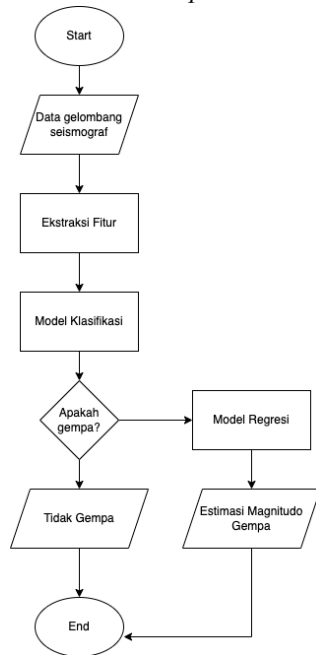 Start
Data gelombang
seismograf
Ekstraksi Fitur
Model Klasifikasi
Apakah
gempa?
Model Regresi
Tidak Gempa
Estimasi Magnitudo
Gempa
End